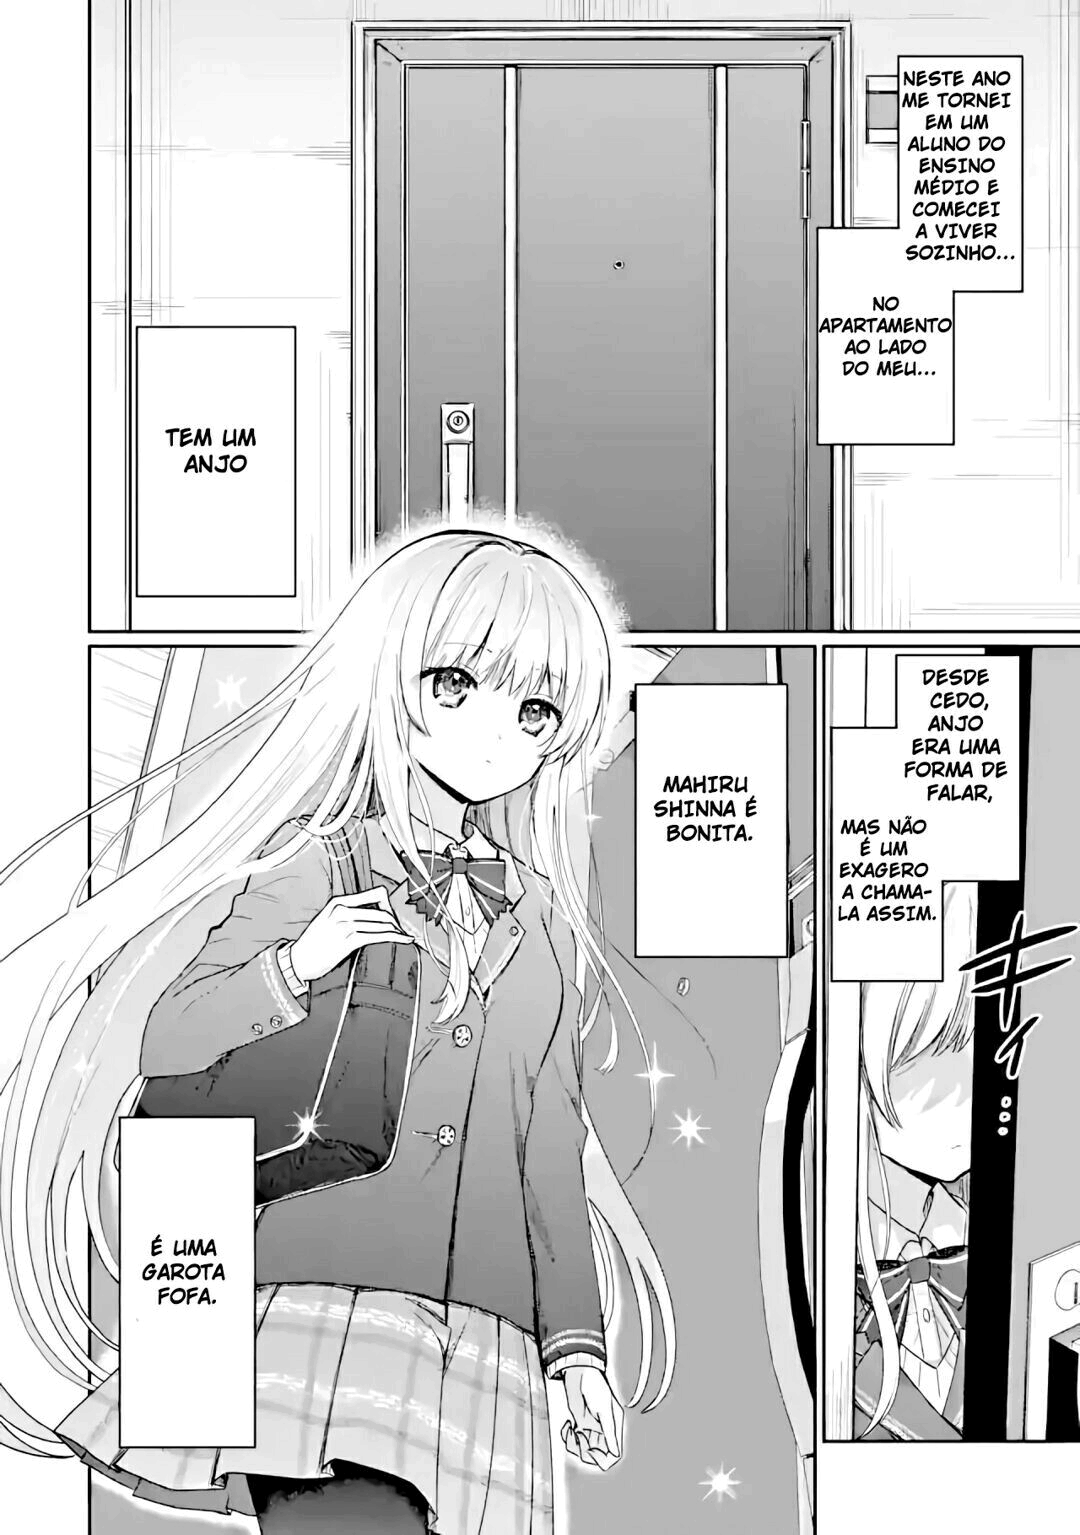 NESTE ANO
ME TORNEI
EM UM
ALUNO DO
ENSINO
MÉDIO E
COMECEI
A VIVER
SOZINHO...
NO
APARTAMENTO
AO LADO
DO MEU...
TEM UM
ANJO
DESDE
CEDO,
ANJO
ERA UMA
FORMA DE
FALAR,
MAS NÃO
É UM
EXAGERO
A CHAMA-
LA ASSIM.
キィ...
MAHIRU
SHINNA É
BONITA.
É UMA
GAROTA
FOFA.